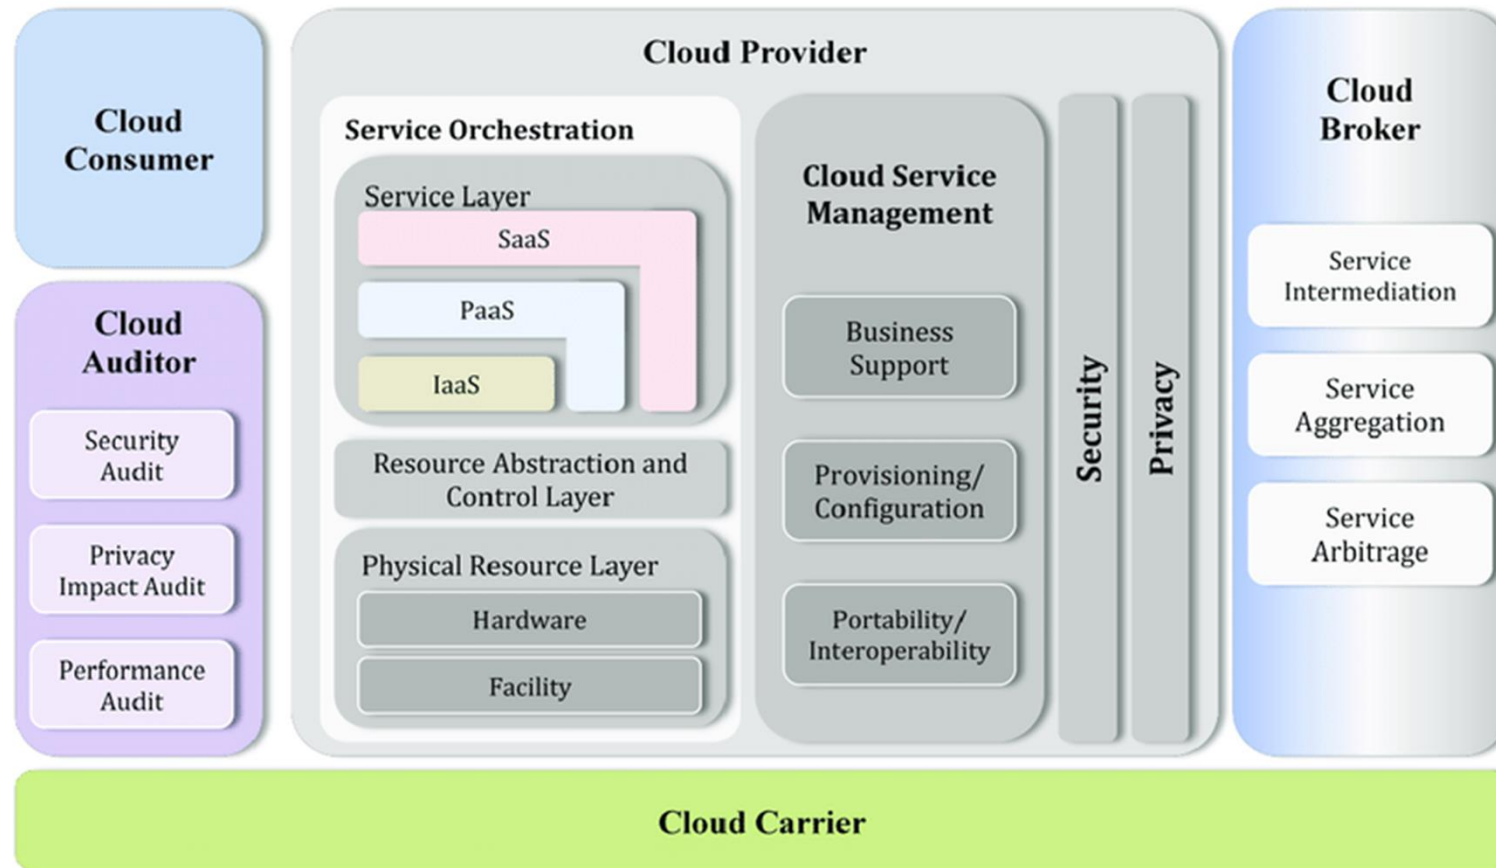 Cloud
Consumer
Cloud
Auditor
Security
Audit
Privacy
Impact Audit
Performance
Audit
Cloud Provider
Service Orchestration
Service Layer
SaaS
PaaS
IaaS
Resource Abstraction and
Control Layer
Physical Resource Layer
Hardware
Facility
Cloud Service
Management
Business
Support
Provisioning/
Configuration
Portability/
Interoperability
Security
Privacy
Cloud
Broker
Service
Intermediation
Service
Aggregation
Service
Arbitrage
Cloud Carrier